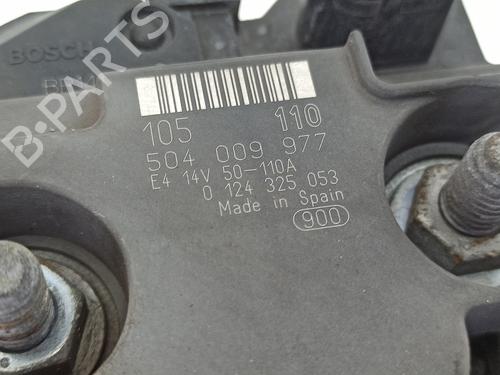 BOSCH
B-PARTS
105 110
504 009 977
E4 14V 50-110A
0 124 325 053
Made in Spain
900